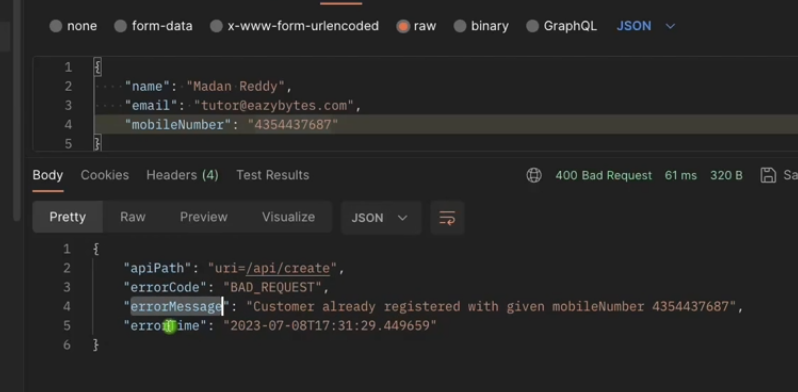 none form-data x-www-form-urlencoded raw binary GraphQL JSON
1 {
2 "name": "Madan Reddy",
3 "email": "tutor@eazybytes.com",
4 "mobileNumber": "4354437687"
5 }
Body Cookies Headers (4) Test Results 400 Bad Request 61 ms 320 B Sa
Pretty Raw Preview Visualize JSON
1 {
2 "apiPath": "uri=/api/create",
3 "errorCode": "BAD_REQUEST",
4 "errorMessage": "Customer already registered with given mobileNumber 4354437687",
5 "errorTime": "2023-07-08T17:31:29.449659"
6 }